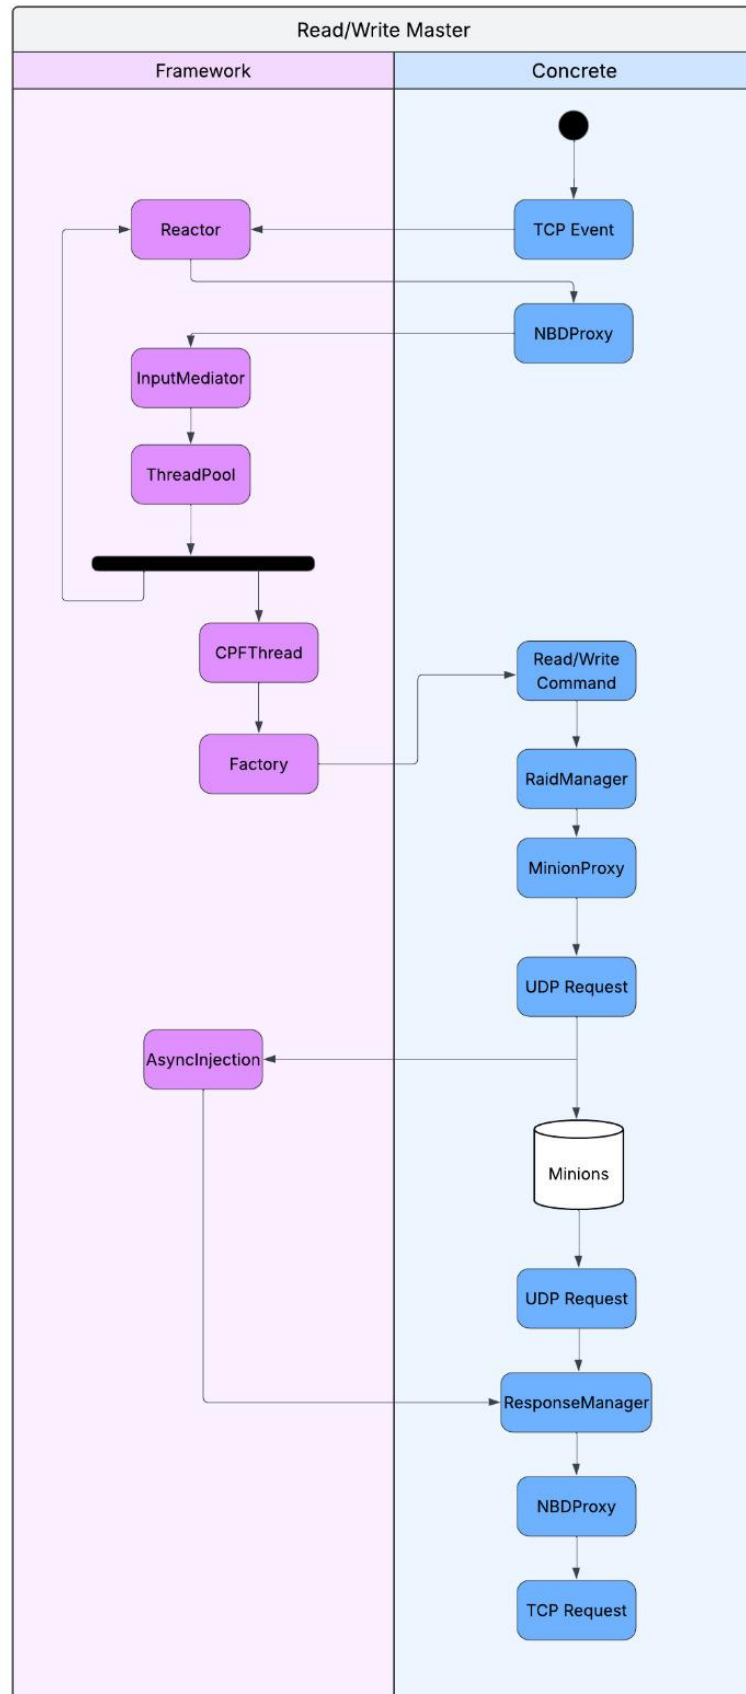 Read/Write Master
Framework
Concrete
Reactor
TCP Event
NBDProxy
InputMediator
ThreadPool
CPFThread
Read/Write
Command
Factory
RaidManager
MinionProxy
UDP Request
AsyncInjection
Minions
UDP Request
ResponseManager
NBDProxy
TCP Request